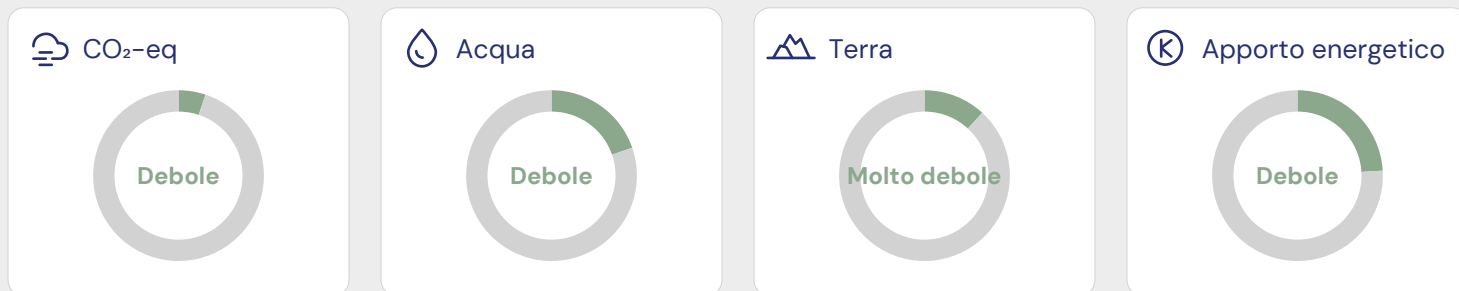 CO₂-eq
Debole
Acqua
Debole
Terra
Molto debole
Apporto energetico
Debole